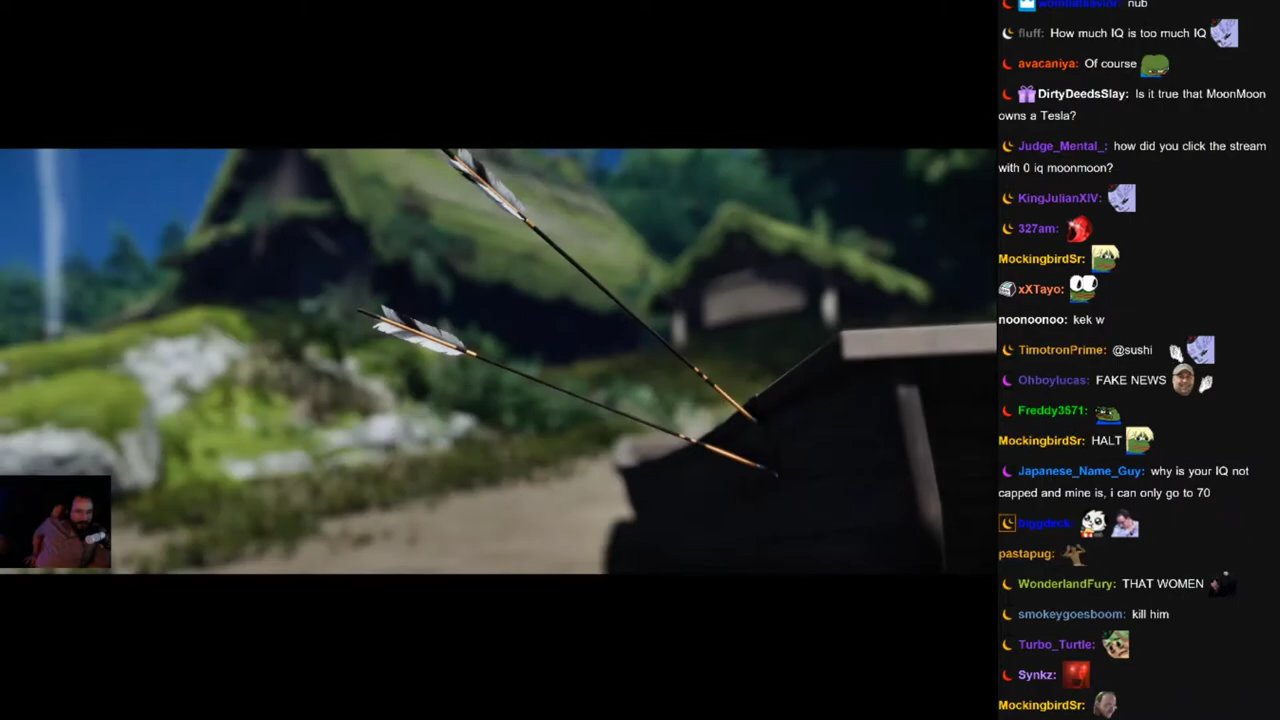 nub
fluff: How much IQ is too much IQ
avacaniya: Of course
DirtyDeedsSlay: Is it true that MoonMoon
owns a Tesla?
Judge_Mental_: how did you click the stream
with 0 iq moonmoon?
KingJulianXIV:
327am:
MockingbirdSr:
xXTayo:
noonoonoo: kek w
TimotronPrime: @sushi
Ohboylucas: FAKE NEWS
Freddy3571:
MockingbirdSr: HALT
Japanese_Name_Guy: why is your IQ not
capped and mine is, i can only go to 70
biggdeck:
pastapug:
WonderlandFury: THAT WOMEN
smokeygoesboom: kill him
Turbo_Turtle:
Synkz:
MockingbirdSr: